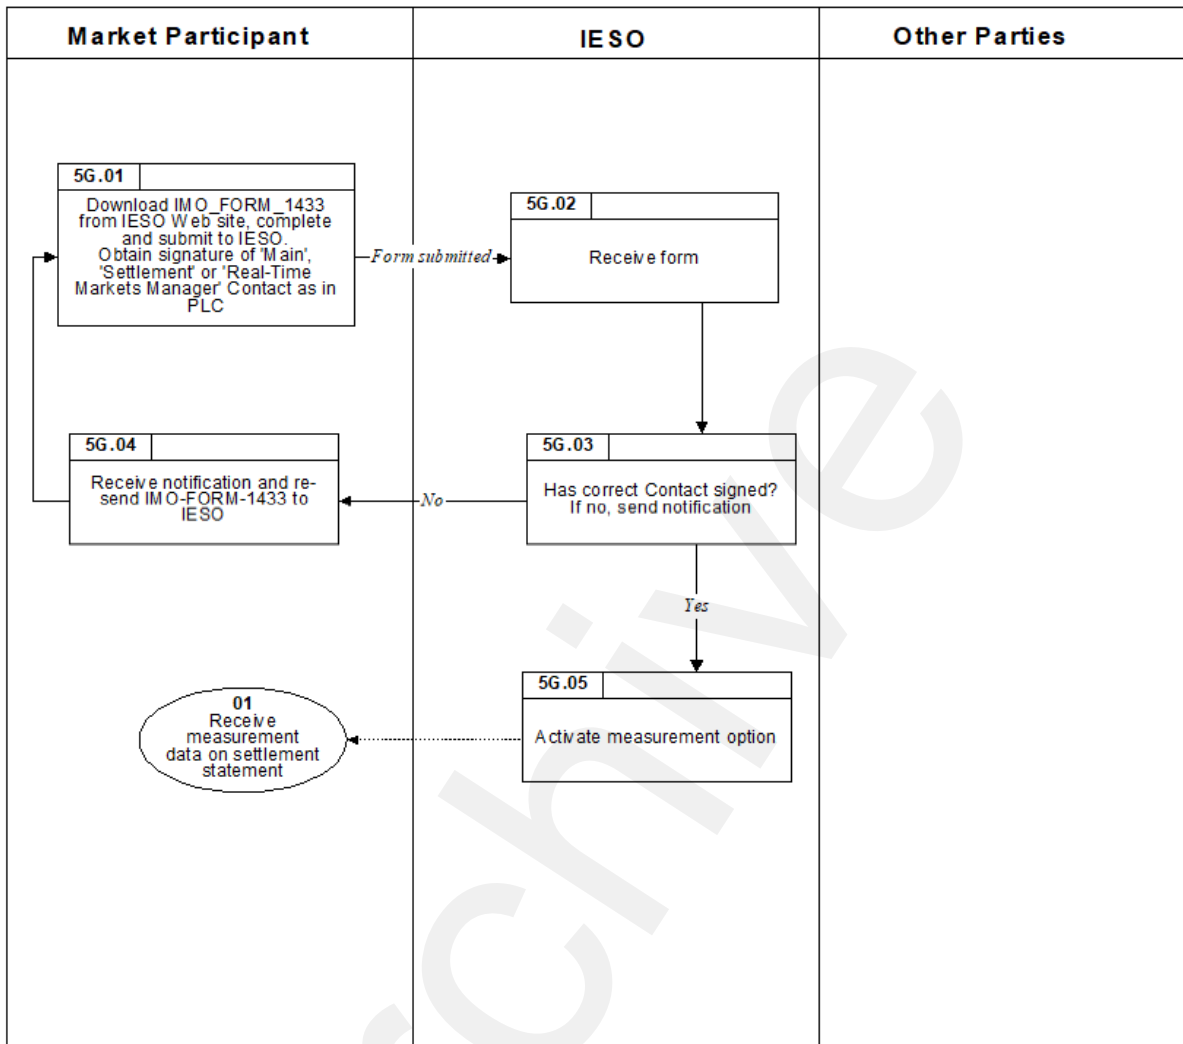 Market Participant
IESO
Other Parties
5G.01
Download IMO_FORM_1433
from IESO Web site, complete
and submit to IESO.
Obtain signature of 'Main',
'Settlement' or 'Real-Time
Markets Manager' Contact as in
PLC
Form submitted
5G.02
Receive form
5G.04
Receive notification and re-
send IMO-FORM-1433 to
IESO
No
5G.03
Has correct Contact signed?
If no, send notification
Yes
01
Receive
measurement
data on settlement
statement
5G.05
Activate measurement option
chive